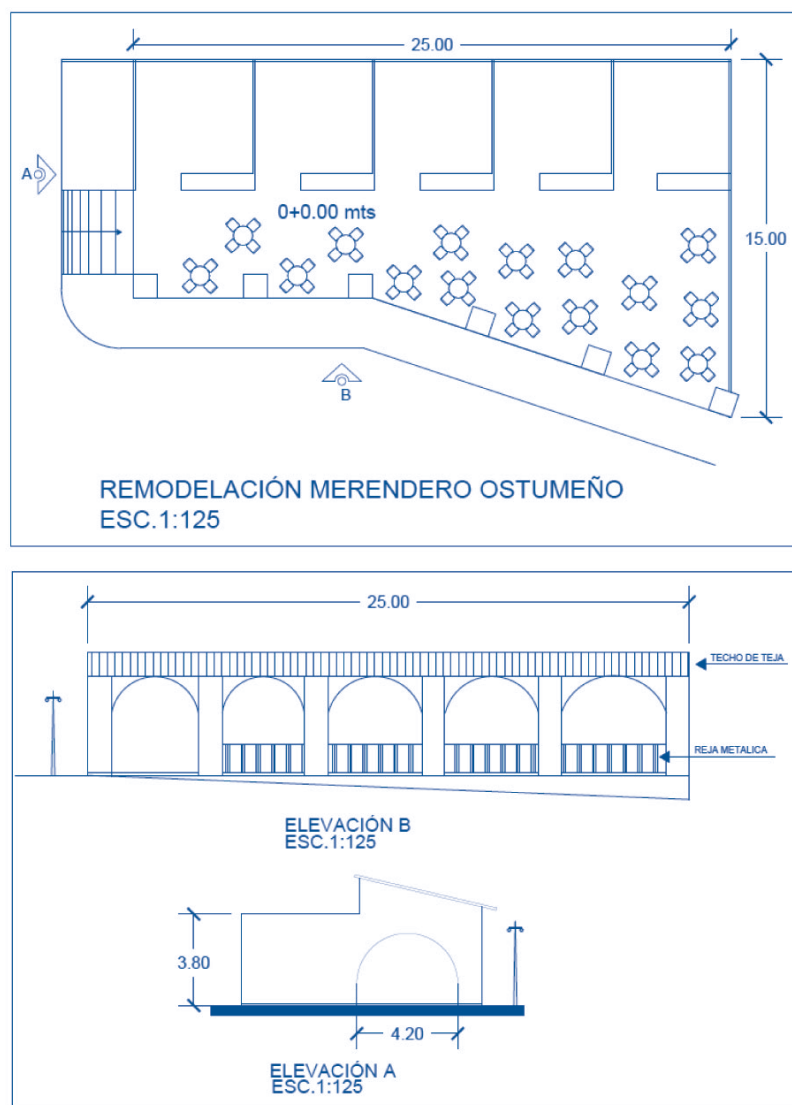 25.00
A
0+0.00 mts
15.00
B
REMODELACIÓN MERENDERO OSTUMEÑO
ESC.1:125
25.00
TECHO DE TEJA
REJA METALICA
ELEVACIÓN B
ESC.1:125
3.80
4.20
ELEVACIÓN A
ESC.1:125